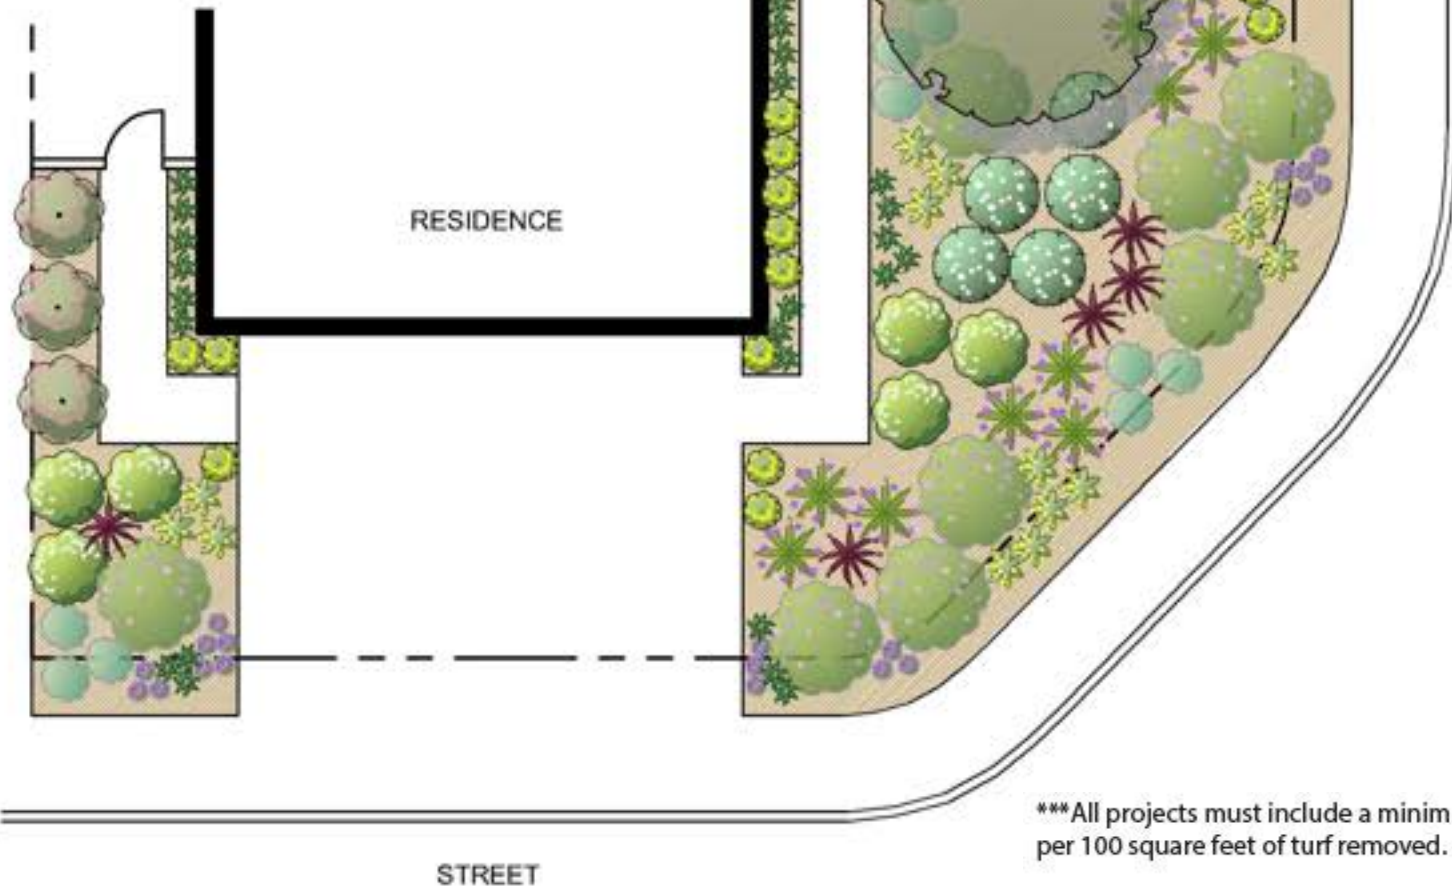 RESIDENCE
***All projects must include a minim
per 100 square feet of turf removed.
STREET